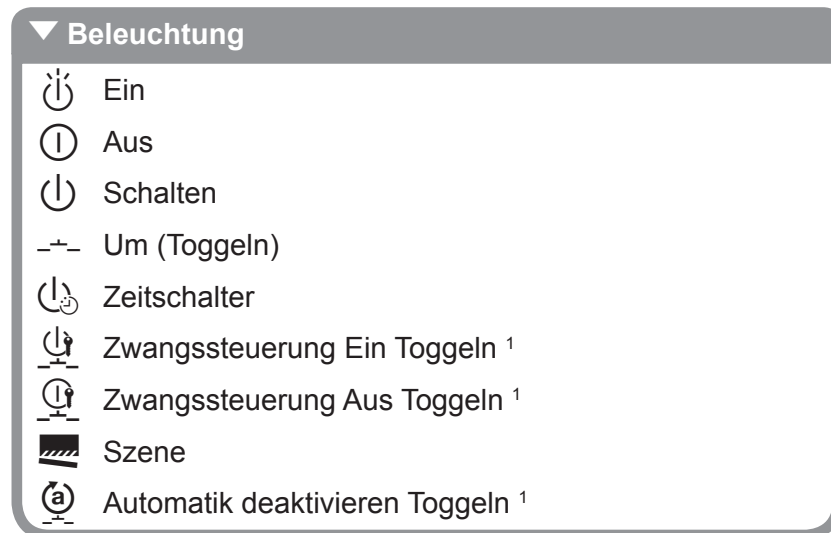 Beleuchtung
Ein
Aus
Schalten
Um (Toggeln)
Zeitschalter
Zwangssteuerung Ein Toggeln ¹
Zwangssteuerung Aus Toggeln ¹
Szene
Automatik deaktivieren Toggeln ¹